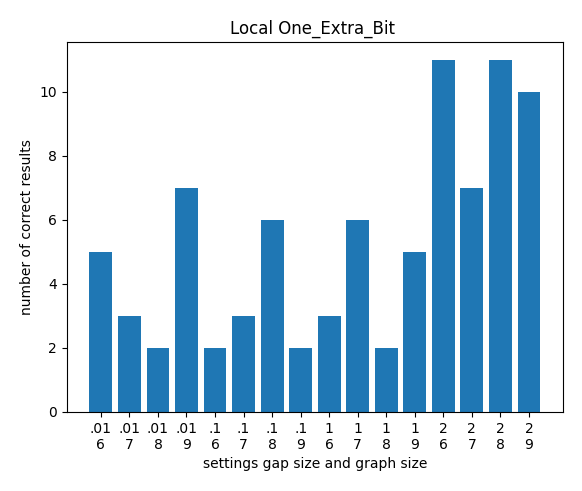 Local One_Extra_Bit
10
8
6
4
2
0
number of correct results
.01 .01 .01 .01 .1 .1 .1 .1 1 1 1 1 2 2 2 2
6 7 8 9 6 7 8 9 6 7 8 9 6 7 8 9
settings gap size and graph size